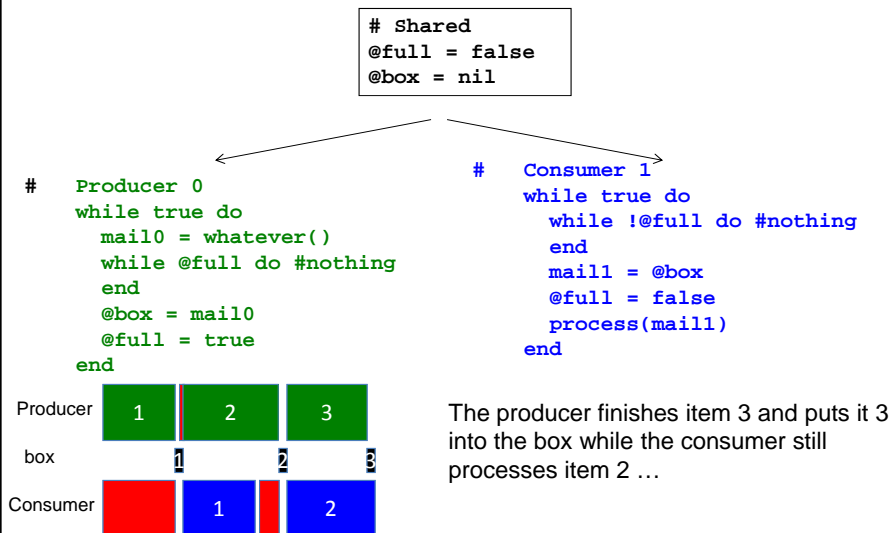 # Shared
@full = false
@box = nil
# Producer 0
while true do
mail0 = whatever()
while @full do #nothing
end
@box = mail0
@full = true
end
# Consumer 1
while true do
while !@full do #nothing
end
mail1 = @box
@full = false
process(mail1)
end
Producer 1 2 3
box 1 2 3
Consumer 1 2
The producer finishes item 3 and puts it 3
into the box while the consumer still
processes item 2 …